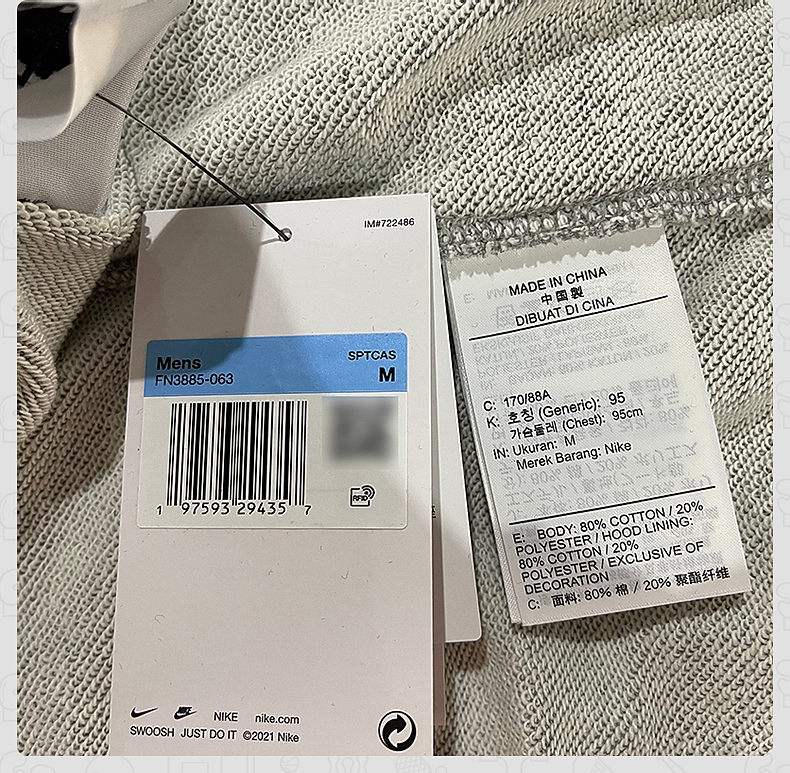 IM#722486
Mens
SPTCAS
FN3885-063
M
RFID
1 97593 29435 7
NIKE nike.com
SWOOSH JUST DO IT ©2021 Nike
MADE IN CHINA
中国製
DIBUAT DI CINA
C: 170/88A
K: 호칭 (Generic): 95
가슴둘레 (Chest): 95cm
IN: Ukuran: M
Merek Barang: Nike
E: BODY: 80% COTTON / 20%
POLYESTER / HOOD LINING:
80% COTTON / 20%
POLYESTER / EXCLUSIVE OF
DECORATION
C: 面料: 80% 棉 / 20% 聚酯纤维